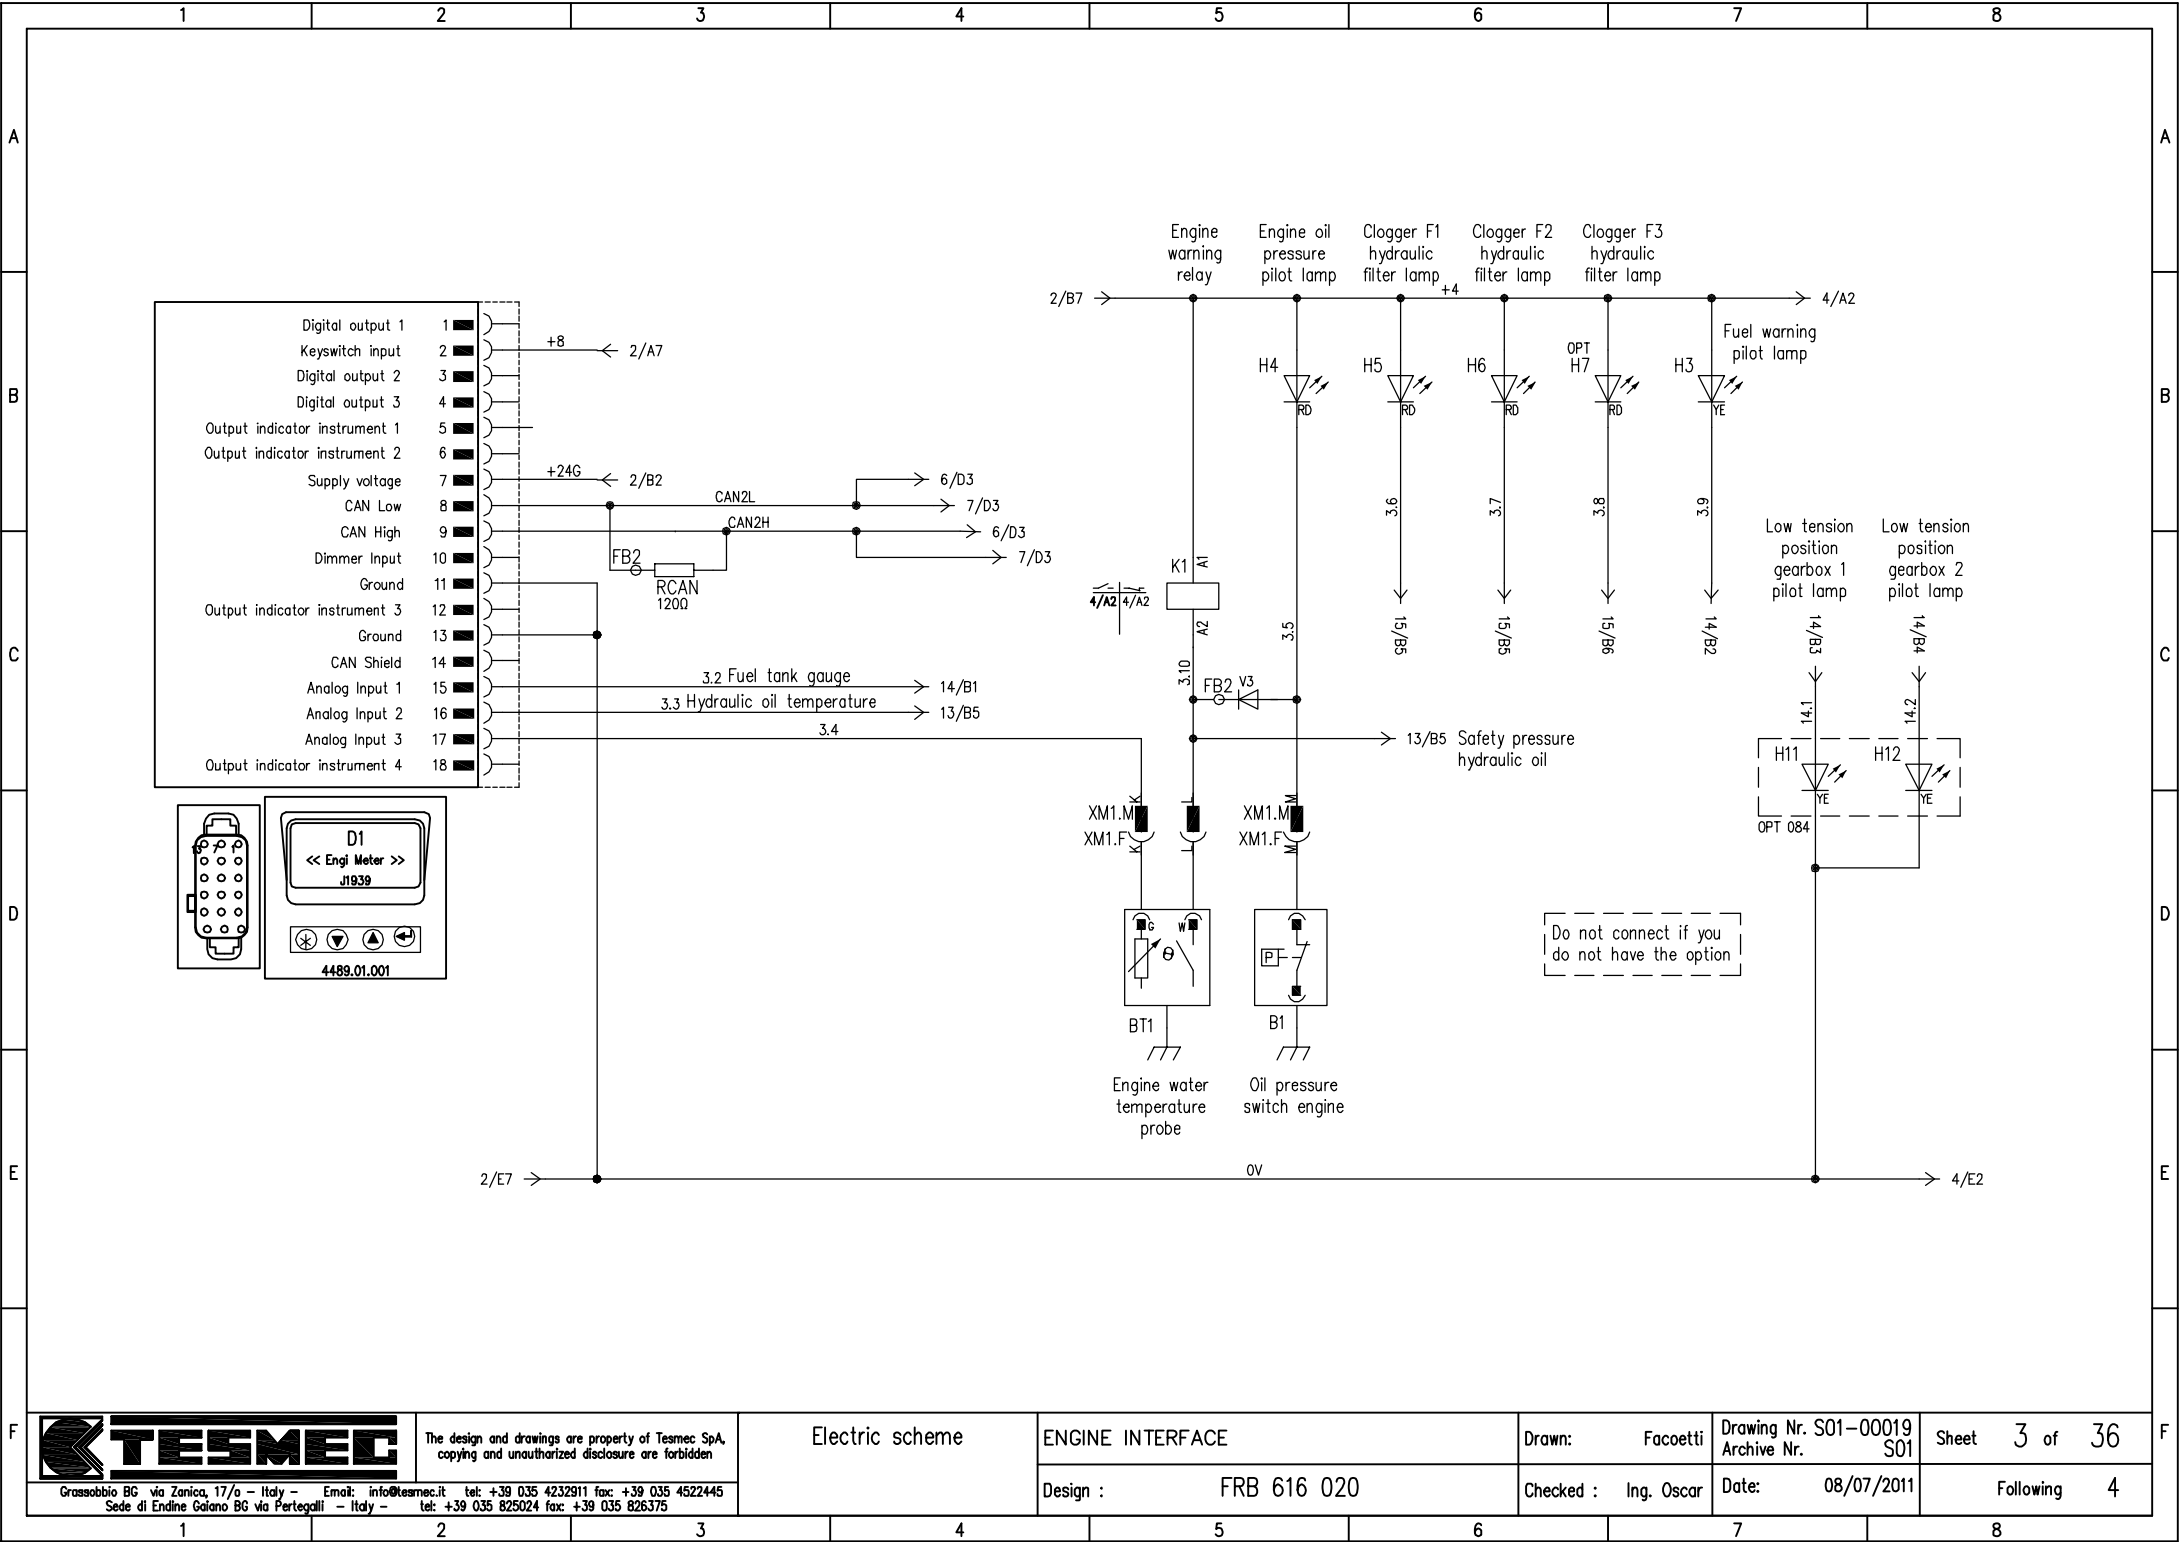 1 2 3 4 5 6 7 8
A
B
C
D
E
F
A
B
C
D
E
F
Engine
warning
relay
Engine oil
pressure
pilot lamp
Clogger F1
hydraulic
filter lamp
Clogger F2
hydraulic
filter lamp
Clogger F3
hydraulic
filter lamp
2/B7
+4
4/A2
Fuel warning
pilot lamp
Digital output 1 1
Keyswitch input 2
+8
2/A7
Digital output 2 3
Digital output 3 4
Output indicator instrument 1 5
Output indicator instrument 2 6
Supply voltage 7
+24G
2/B2
CAN Low 8
CAN2L
6/D3
7/D3
CAN High 9
CAN2H
6/D3
7/D3
Dimmer Input 10
FB2
RCAN
120Ω
Ground 11
Output indicator instrument 3 12
Ground 13
CAN Shield 14
Analog Input 1 15
3.2 Fuel tank gauge
14/B1
Analog Input 2 16
3.3 Hydraulic oil temperature
13/B5
Analog Input 3 17
3.4
Output indicator instrument 4 18
H4
RD
H5
RD
H6
RD
OPT
H7
RD
H3
YE
3.6
3.7
3.8
3.9
K1
A1
A2
4/A2 4/A2
3.10
3.5
15/B5
15/B5
15/B6
14/B2
FB2 V3
13/B5 Safety pressure
hydraulic oil
Low tension
position
gearbox 1
pilot lamp
Low tension
position
gearbox 2
pilot lamp
14/B3
14/B4
14.1
14.2
H11
YE
H12
YE
OPT 084
XM1.M K
XM1.F K
L
L
XM1.M M
XM1.F M
G
W
θ
P
BT1
B1
Engine water
temperature
probe
Oil pressure
switch engine
Do not connect if you
do not have the option
13 7 1
D1
<< Engi Meter >>
J1939
4489.01.001
2/E7
0V
4/E2
TESMEC
The design and drawings are property of Tesmec SpA,
copying and unautharized disclosure are forbidden
Grassobbio BG via Zanica, 17/a – Italy – Email: info@tesmec.it tel: +39 035 4232911 fax: +39 035 4522445
Sede di Endine Gaiano BG via Pertegalli – Italy – tel: +39 035 825024 fax: +39 035 826375
Electric scheme
ENGINE INTERFACE
Design : FRB 616 020
Drawn: Facoetti
Checked : Ing. Oscar
Drawing Nr. S01-00019
Archive Nr. S01
Date: 08/07/2011
Sheet 3 of 36
Following 4
1 2 3 4 5 6 7 8